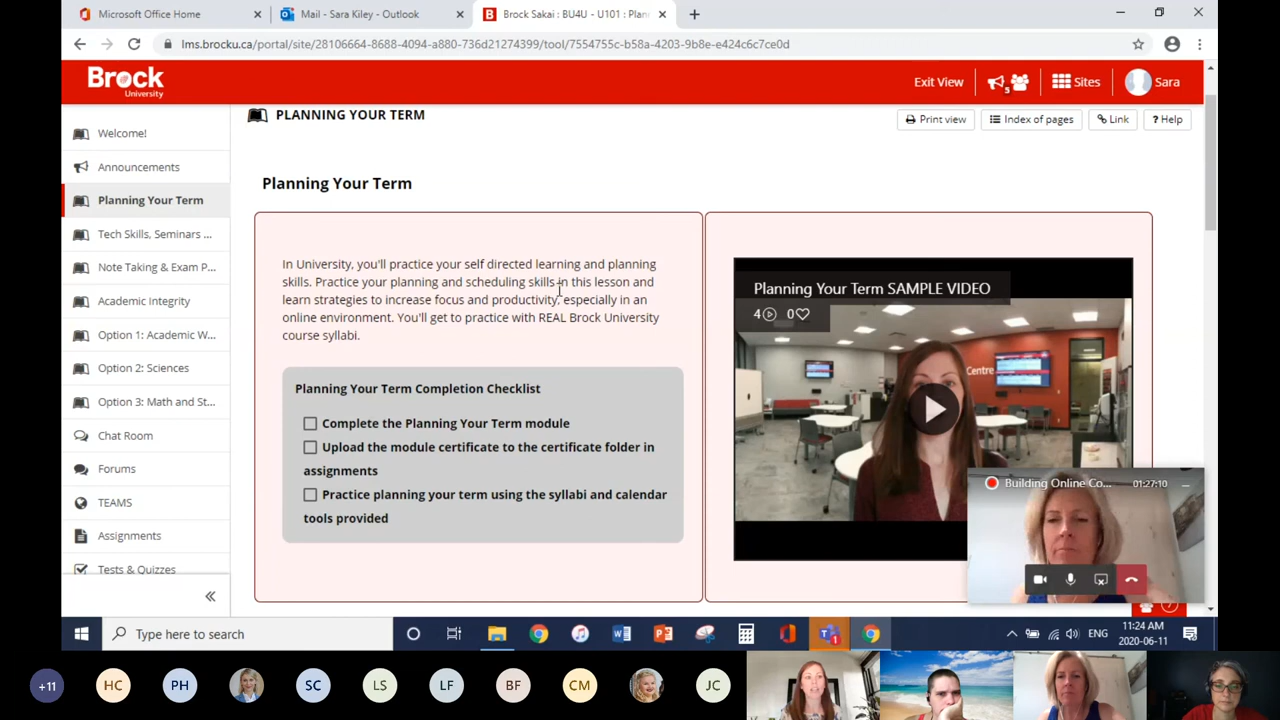 Microsoft Office Home
Mail - Sara Kiley - Outlook
Brock Sakai : BU4U - U101 : Plan
lms.brocku.ca/portal/site/28106664-8688-4094-a880-736d21274399/tool/7554755c-b58a-4203-9b8e-e424c6c7ce0d
Brock
University
Exit View
5
Sites
Sara
PLANNING YOUR TERM
Print view
Index of pages
Link
? Help
Welcome!
Announcements
Planning Your Term
Tech Skills, Seminars ...
Note Taking & Exam P...
Academic Integrity
Option 1: Academic W...
Option 2: Sciences
Option 3: Math and St...
Chat Room
Forums
TEAMS
Assignments
Tests & Quizzes
«
Planning Your Term
In University, you'll practice your self directed learning and planning
skills. Practice your planning and scheduling skills in this lesson and
learn strategies to increase focus and productivity, especially in an
online environment. You'll get to practice with REAL Brock University
course syllabi.
Planning Your Term Completion Checklist
Complete the Planning Your Term module
Upload the module certificate to the certificate folder in
assignments
Practice planning your term using the syllabi and calendar
tools provided
Planning Your Term SAMPLE VIDEO
4 0
Centre
Building Online Co...
01:27:10
Type here to search
ENG
11:24 AM
2020-06-11
+11
HC
PH
SC
LS
LF
BF
CM
JC